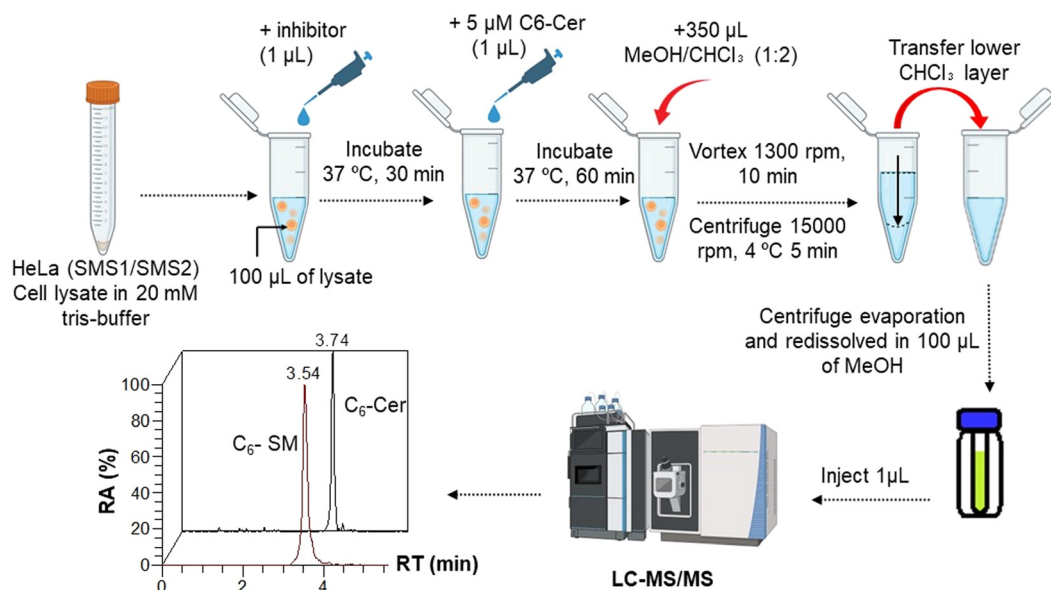 + inhibitor
(1 µL)
+ 5 µM C6-Cer
(1 µL)
+350 µL
MeOH/CHCl₃ (1:2)
Transfer lower
CHCl₃ layer
Incubate
37 ºC, 30 min
Incubate
37 ºC, 60 min
Vortex 1300 rpm,
10 min
Centrifuge 15000
rpm, 4 ºC 5 min
100 µL of lysate
HeLa (SMS1/SMS2)
Cell lysate in 20 mM
tris-buffer
Centrifuge evaporation
and redissolved in 100 µL
of MeOH
Inject 1µL
LC-MS/MS
3.74
3.54
C₆-Cer
C₆- SM
RA (%)
100
80
60
40
20
0
0
2
4
RT (min)